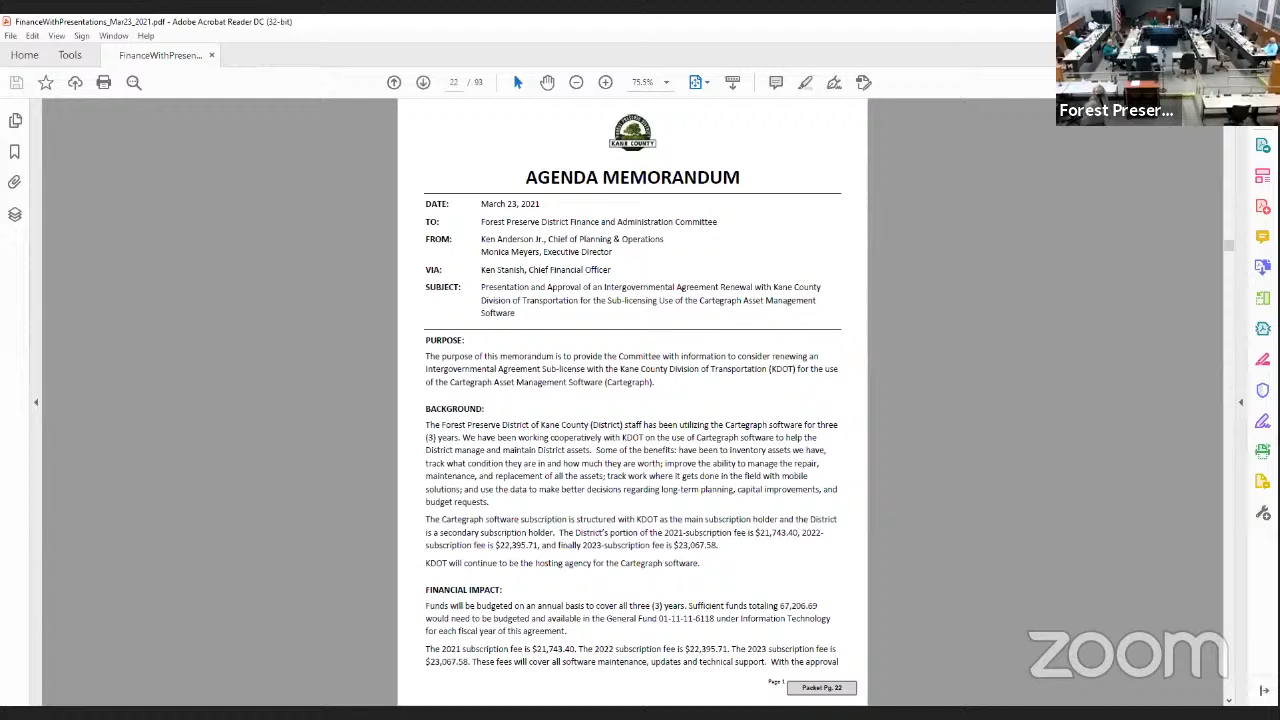 FinanceWithPresentations_Mar23_2021.pdf - Adobe Acrobat Reader DC (32-bit)
File Edit View Sign Window Help
Home Tools FinanceWithPresen... ×
22 / 93 75.5%
Forest Preser...
KANE COUNTY
AGENDA MEMORANDUM
DATE: March 23, 2021
TO: Forest Preserve District Finance and Administration Committee
FROM: Ken Anderson Jr., Chief of Planning & Operations
Monica Meyers, Executive Director
VIA: Ken Stanish, Chief Financial Officer
SUBJECT: Presentation and Approval of an Intergovernmental Agreement Renewal with Kane County
Division of Transportation for the Sub-licensing Use of the Cartegraph Asset Management
Software
PURPOSE:
The purpose of this memorandum is to provide the Committee with information to consider renewing an
Intergovernmental Agreement Sub-license with the Kane County Division of Transportation (KDOT) for the use
of the Cartegraph Asset Management Software (Cartegraph).
BACKGROUND:
The Forest Preserve District of Kane County (District) staff has been utilizing the Cartegraph software for three
(3) years. We have been working cooperatively with KDOT on the use of Cartegraph software to help the
District manage and maintain District assets. Some of the benefits: have been to inventory assets we have,
track what condition they are in and how much they are worth; improve the ability to manage the repair,
maintenance, and replacement of all the assets; track work where it gets done in the field with mobile
solutions; and use the data to make better decisions regarding long-term planning, capital improvements, and
budget requests.
The Cartegraph software subscription is structured with KDOT as the main subscription holder and the District
is a secondary subscription holder. The District's portion of the 2021-subscription fee is $21,743.40, 2022-
subscription fee is $22,395.71, and finally 2023-subscription fee is $23,067.58.
KDOT will continue to be the hosting agency for the Cartegraph software.
FINANCIAL IMPACT:
Funds will be budgeted on an annual basis to cover all three (3) years. Sufficient funds totaling 67,206.69
would need to be budgeted and available in the General Fund 01-11-11-6118 under Information Technology
for each fiscal year of this agreement.
The 2021 subscription fee is $21,743.40. The 2022 subscription fee is $22,395.71. The 2023 subscription fee is
$23,067.58. These fees will cover all software maintenance, updates and technical support. With the approval
Page 1
Packet Pg. 22
zoom